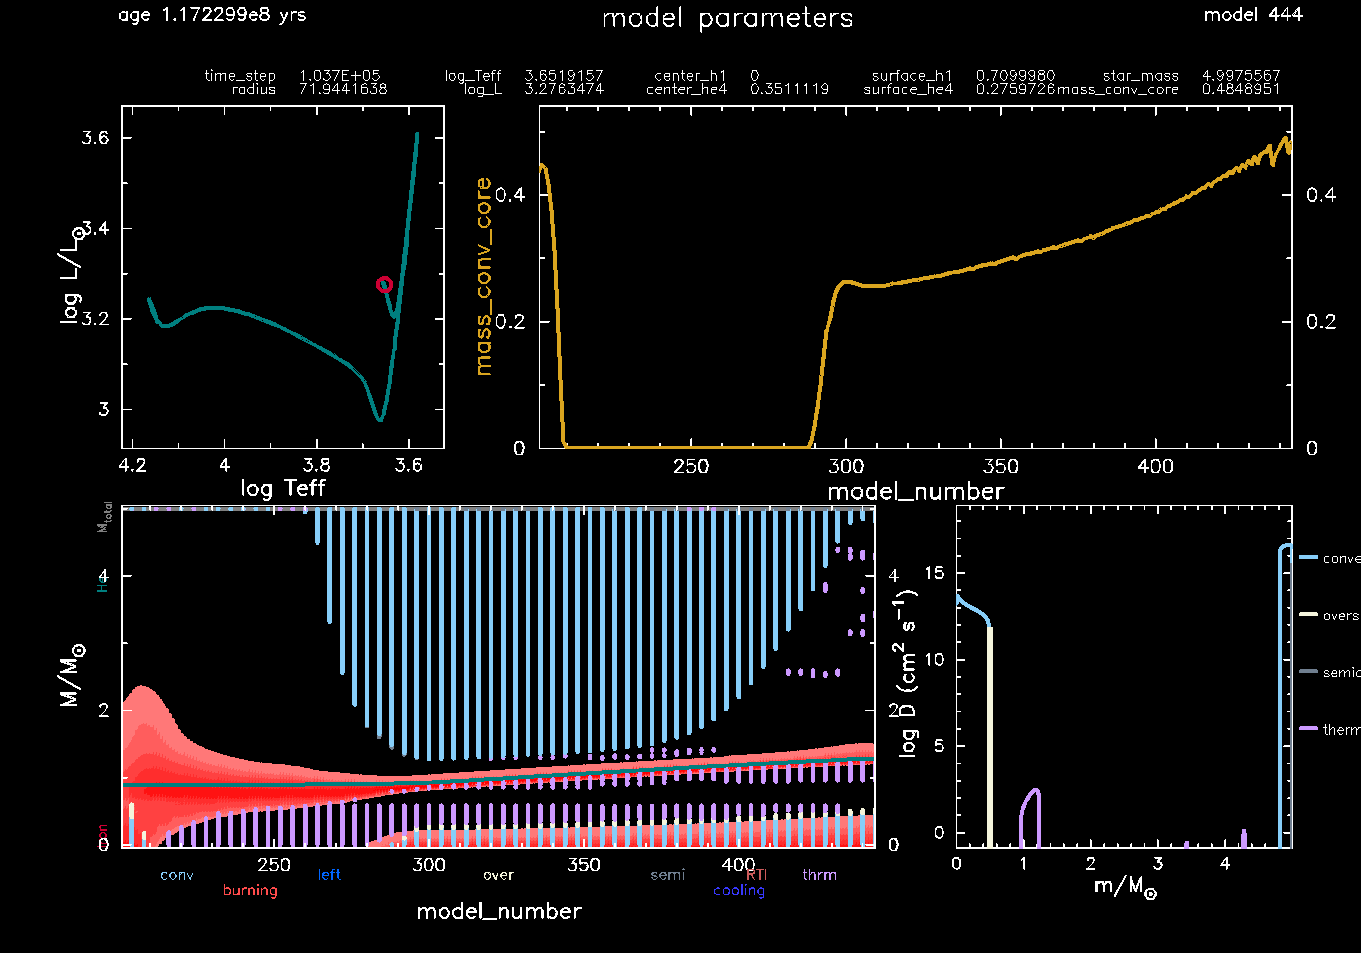 age 1.172299e8 yrs model parameters model 444
time_step 1.037E+05 log_Teff 3.6519157 center_h1 0 surface_h1 0.7099980 star_mass 4.9975567
radius 71.9441638 log_L 3.2763474 center_he4 0.3511119 surface_he4 0.2759726 mass_conv_core 0.4848951
log L/L⊙
3.6
3.4
3.2
3
4.2 4 3.8 3.6
log Teff
mass_conv_core
0.4 0.4
0.2 0.2
0 0
250 300 350 400
model_number
Mtotal
He
M/M⊙
4 4
2 2
0 0
250 300 350 400
conv left over semi RTI thrm
burning cooling
model_number
log D (cm² s⁻¹)
15
10
5
0
0 1 2 3 4
m/M⊙
conve
overs
semic
therm